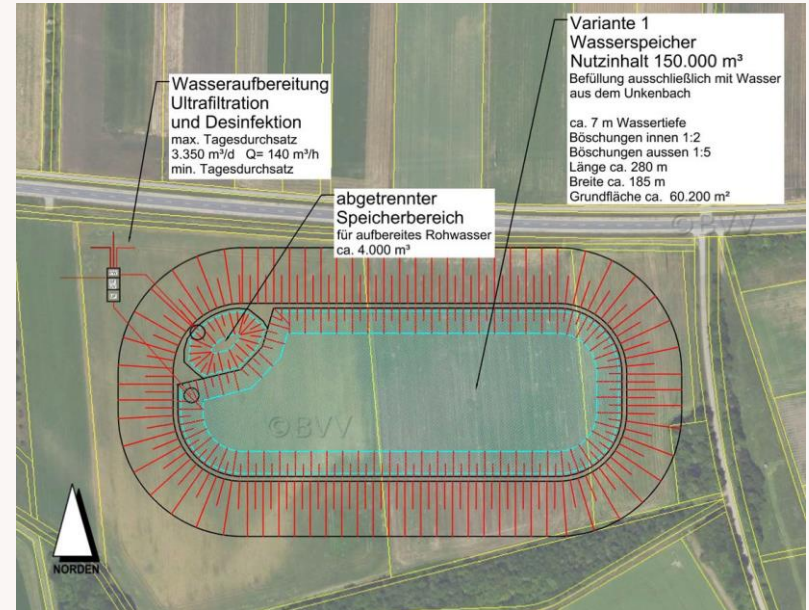 Variante 1
Wasserspeicher
Nutzinhalt 150.000 m³
Befüllung ausschließlich mit Wasser
aus dem Unkenbach
ca. 7 m Wassertiefe
Böschungen innen 1:2
Böschungen aussen 1:5
Länge ca. 280 m
Breite ca. 185 m
Grundfläche ca. 60.200 m²
Wasseraufbereitung
Ultrafiltration
und Desinfektion
max. Tagesdurchsatz
3.350 m³/d Q= 140 m³/h
min. Tagesdurchsatz
abgetrennter
Speicherbereich
für aufbereites Rohwasser
ca. 4.000 m³
©BVV
©BVV
NORDEN